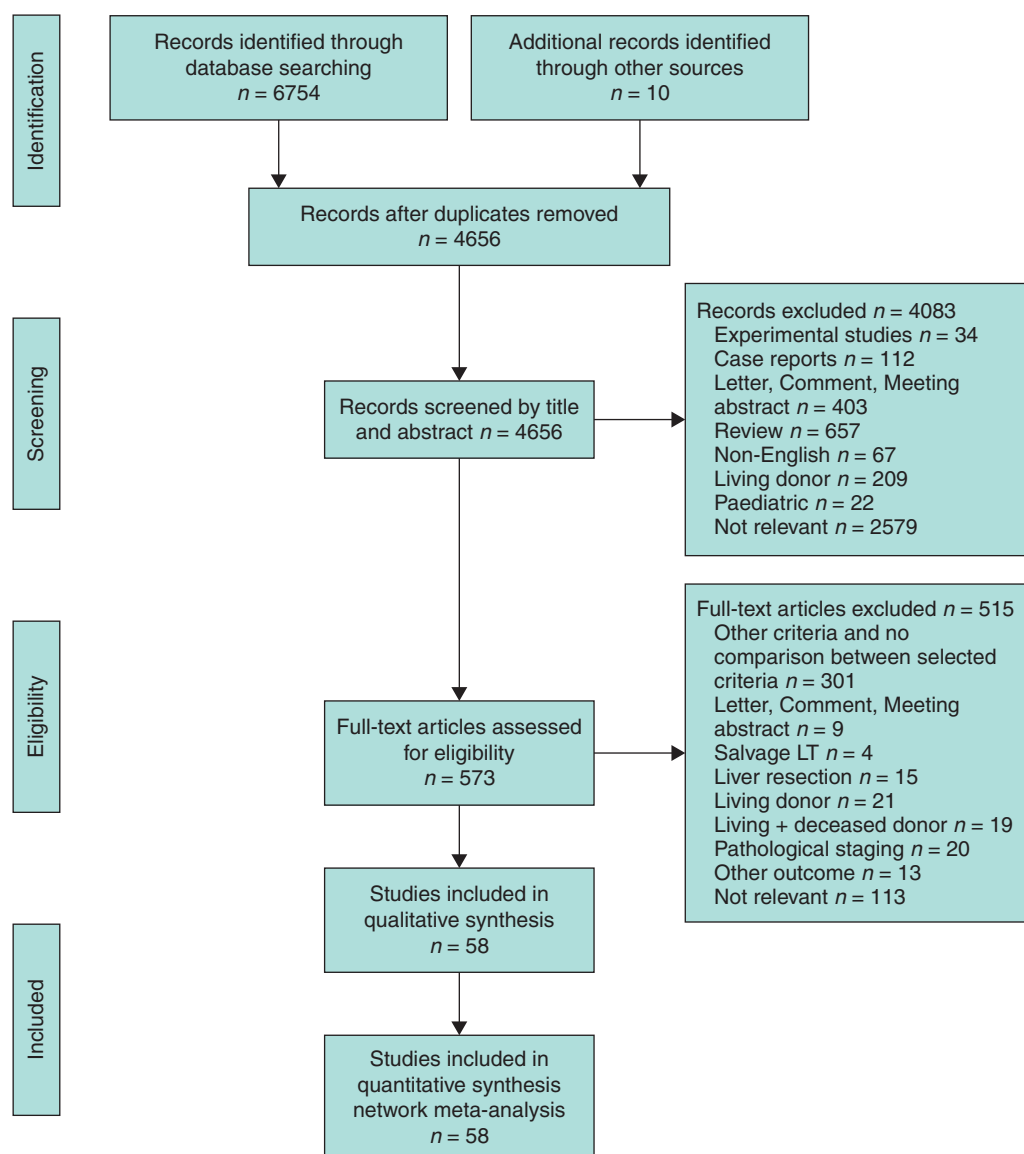 Identification
Records identified through
database searching
n = 6754
Additional records identified
through other sources
n = 10
Records after duplicates removed
n = 4656
Screening
Records screened by title
and abstract n = 4656
Records excluded n = 4083
Experimental studies n = 34
Case reports n = 112
Letter, Comment, Meeting
abstract n = 403
Review n = 657
Non-English n = 67
Living donor n = 209
Paediatric n = 22
Not relevant n = 2579
Eligibility
Full-text articles assessed
for eligibility
n = 573
Full-text articles excluded n = 515
Other criteria and no
comparison between selected
criteria n = 301
Letter, Comment, Meeting
abstract n = 9
Salvage LT n = 4
Liver resection n = 15
Living donor n = 21
Living + deceased donor n = 19
Pathological staging n = 20
Other outcome n = 13
Not relevant n = 113
Included
Studies included in
qualitative synthesis
n = 58
Studies included in
quantitative synthesis
network meta-analysis
n = 58